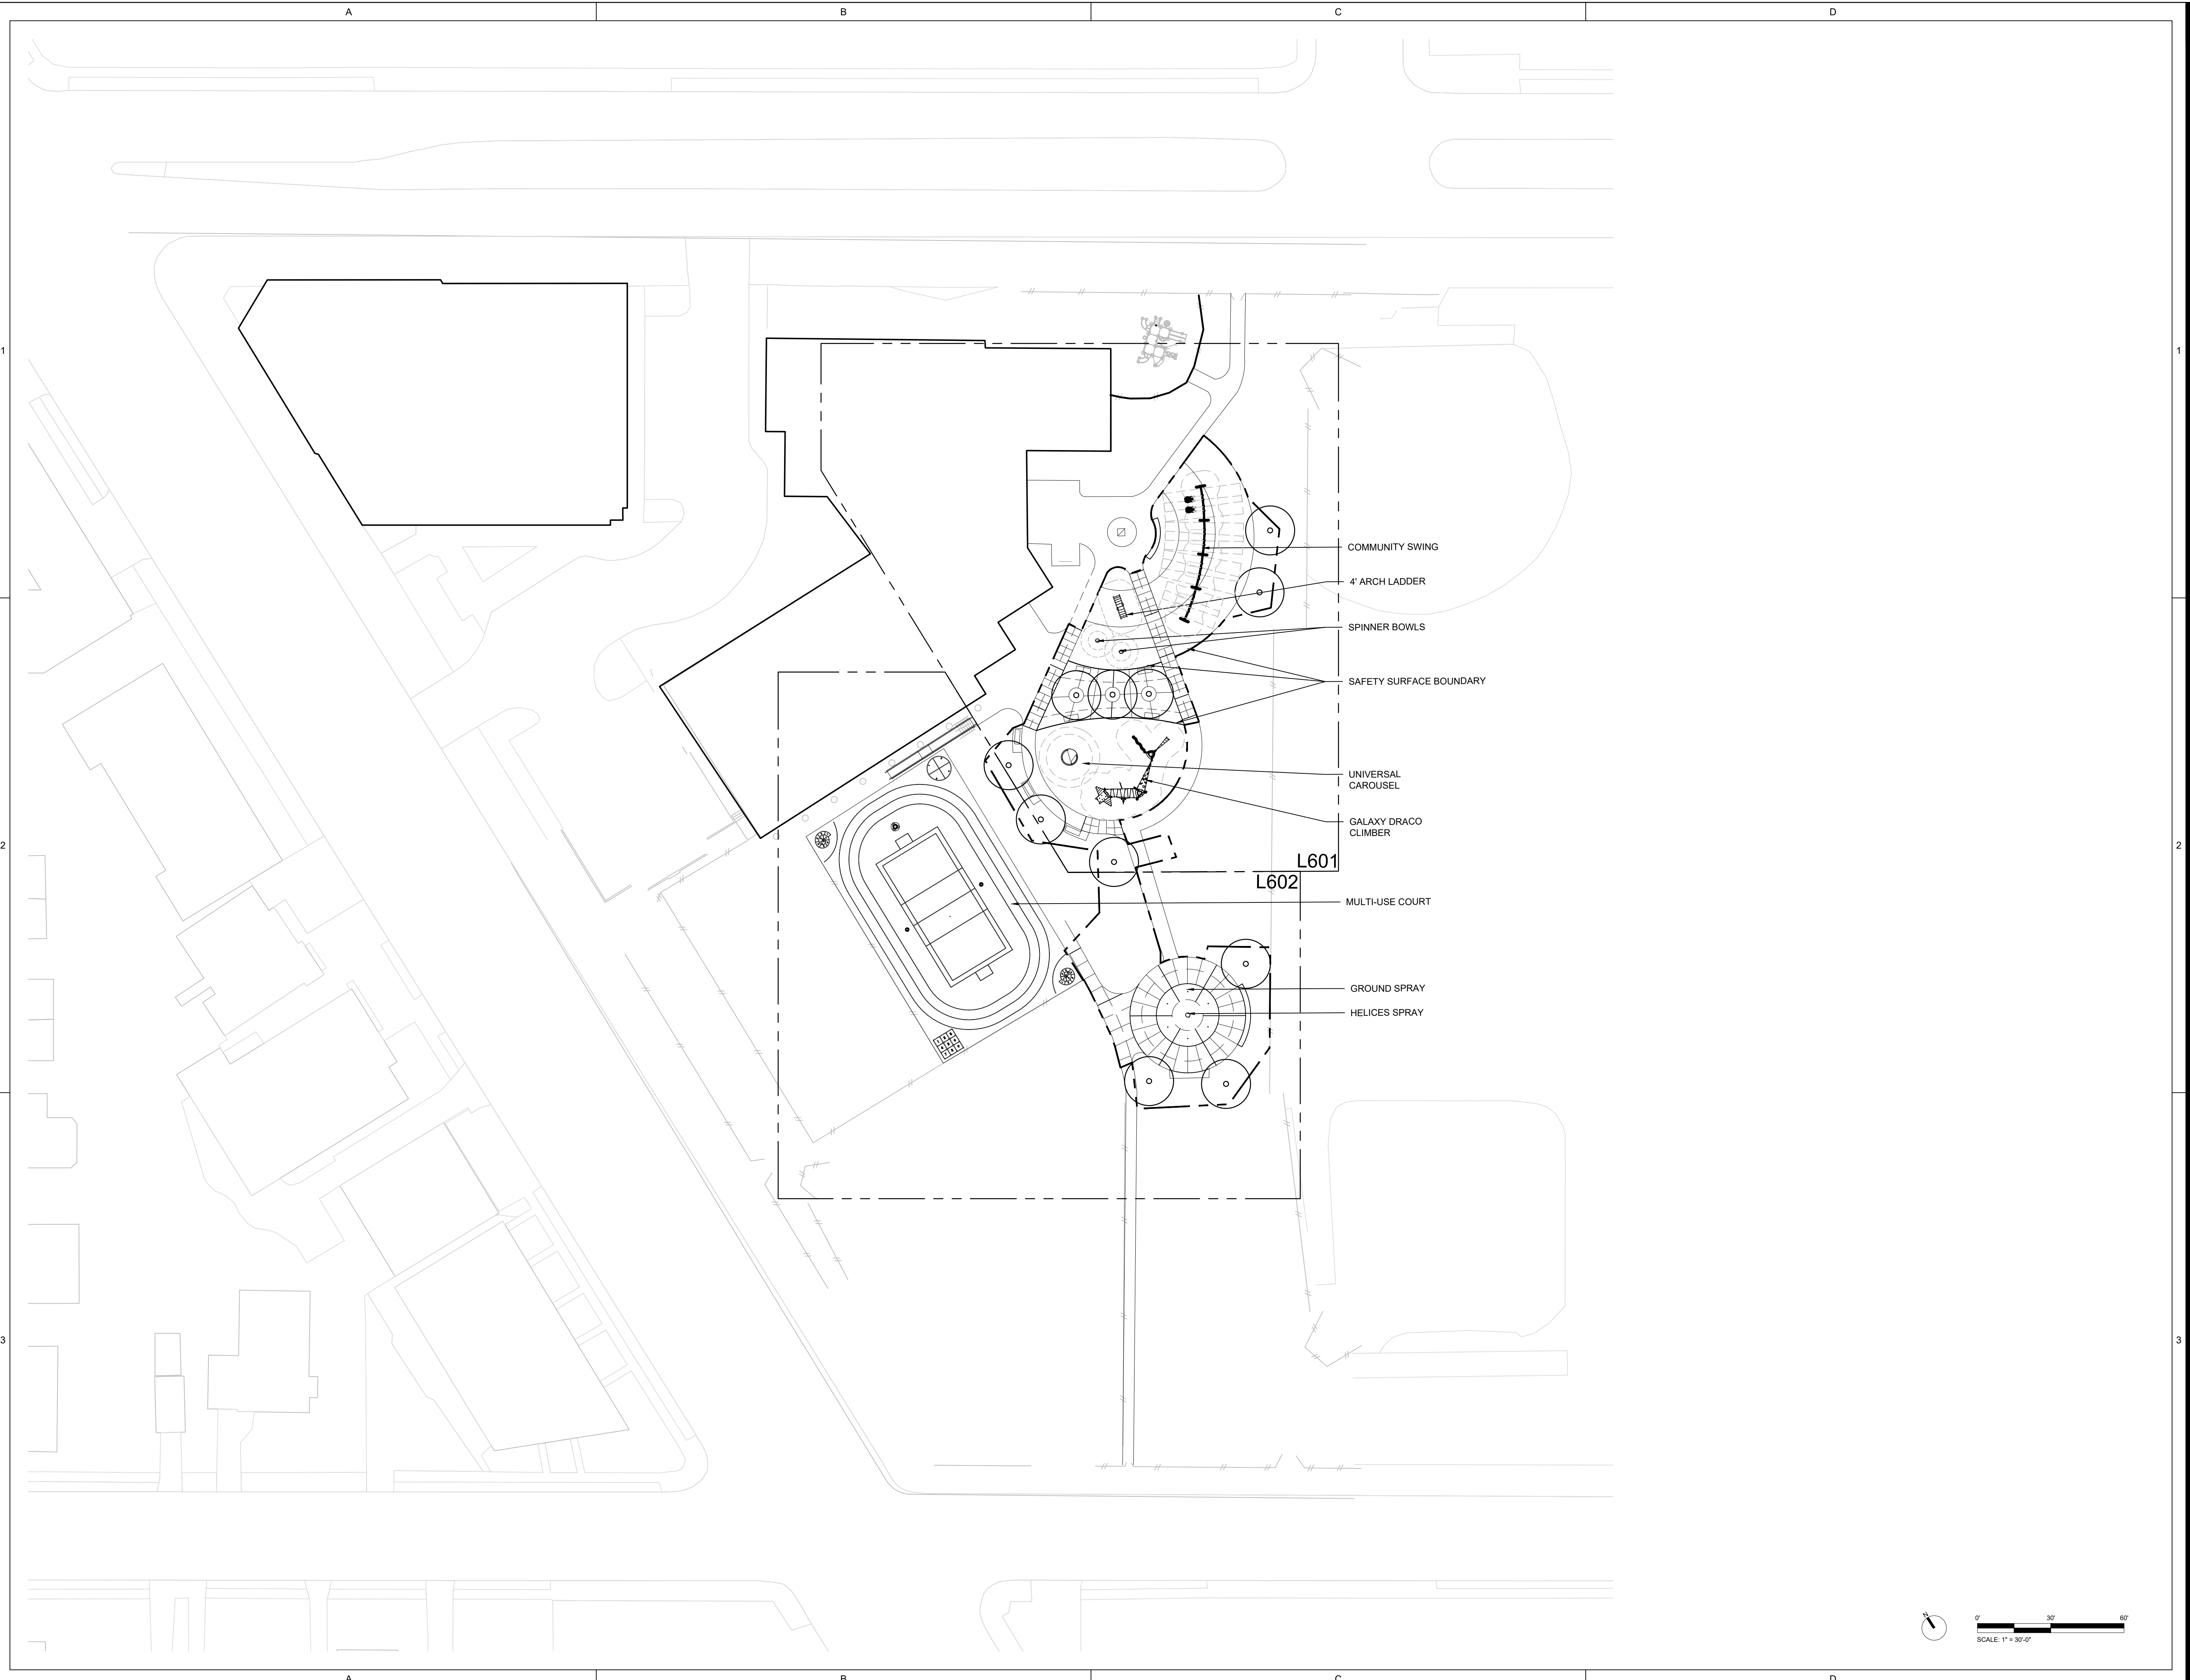 A B C D
1 1
COMMUNITY SWING
4' ARCH LADDER
SPINNER BOWLS
SAFETY SURFACE BOUNDARY
UNIVERSAL
CAROUSEL
GALAXY DRACO
CLIMBER
2 2
L601
L602
MULTI-USE COURT
GROUND SPRAY
HELICES SPRAY
3 3
N
0' 30' 60'
SCALE: 1" = 30'-0"
A B C D